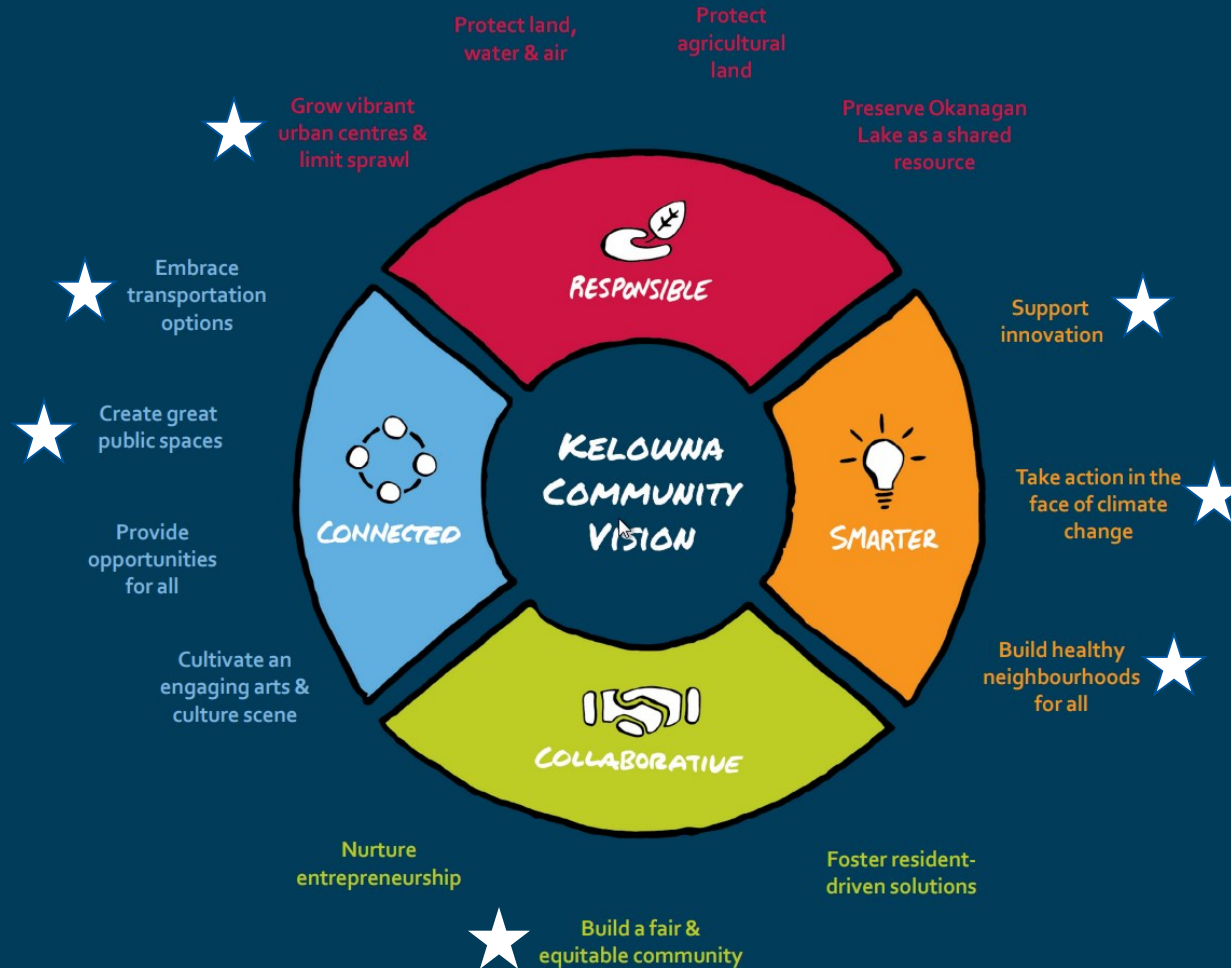 Protect land,
water & air
Protect
agricultural
land
Grow vibrant
urban centres &
limit sprawl
Preserve Okanagan
Lake as a shared
resource
RESPONSIBLE
Embrace
transportation
options
Support
innovation
Create great
public spaces
KELOWNA
COMMUNITY
VISION
CONNECTED
SMARTER
Take action in the
face of climate
change
Provide
opportunities
for all
Cultivate an
engaging arts &
culture scene
Build healthy
neighbourhoods
for all
COLLABORATIVE
Nurture
entrepreneurship
Foster resident-
driven solutions
Build a fair &
equitable community